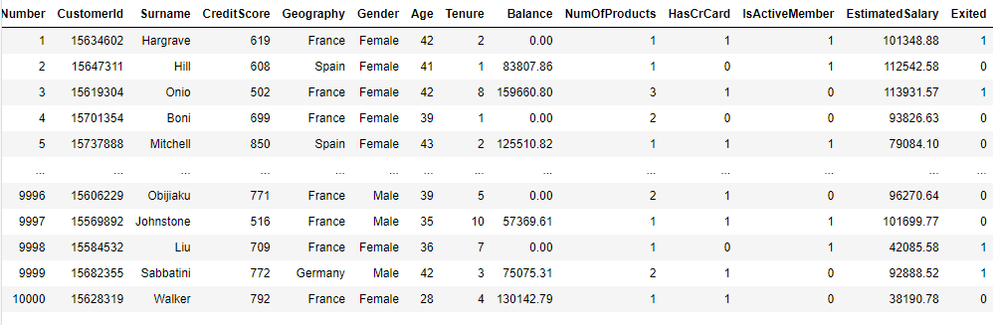 Number CustomerId Surname CreditScore Geography Gender Age Tenure Balance NumOfProducts HasCrCard IsActiveMember EstimatedSalary Exited
1 15634602 Hargrave 619 France Female 42 2 0.00 1 1 1 101348.88 1
2 15647311 Hill 608 Spain Female 41 1 83807.86 1 0 1 112542.58 0
3 15619304 Onio 502 France Female 42 8 159660.80 3 1 0 113931.57 1
4 15701354 Boni 699 France Female 39 1 0.00 2 0 0 93826.63 0
5 15737888 Mitchell 850 Spain Female 43 2 125510.82 1 1 1 79084.10 0
... ... ... ... ... ... ... ... ... ... ... ... ... ...
9996 15606229 Obijiaku 771 France Male 39 5 0.00 2 1 0 96270.64 0
9997 15569892 Johnstone 516 France Male 35 10 57369.61 1 1 1 101699.77 0
9998 15584532 Liu 709 France Female 36 7 0.00 1 0 1 42085.58 1
9999 15682355 Sabbatini 772 Germany Male 42 3 75075.31 2 1 0 92888.52 1
10000 15628319 Walker 792 France Female 28 4 130142.79 1 1 0 38190.78 0